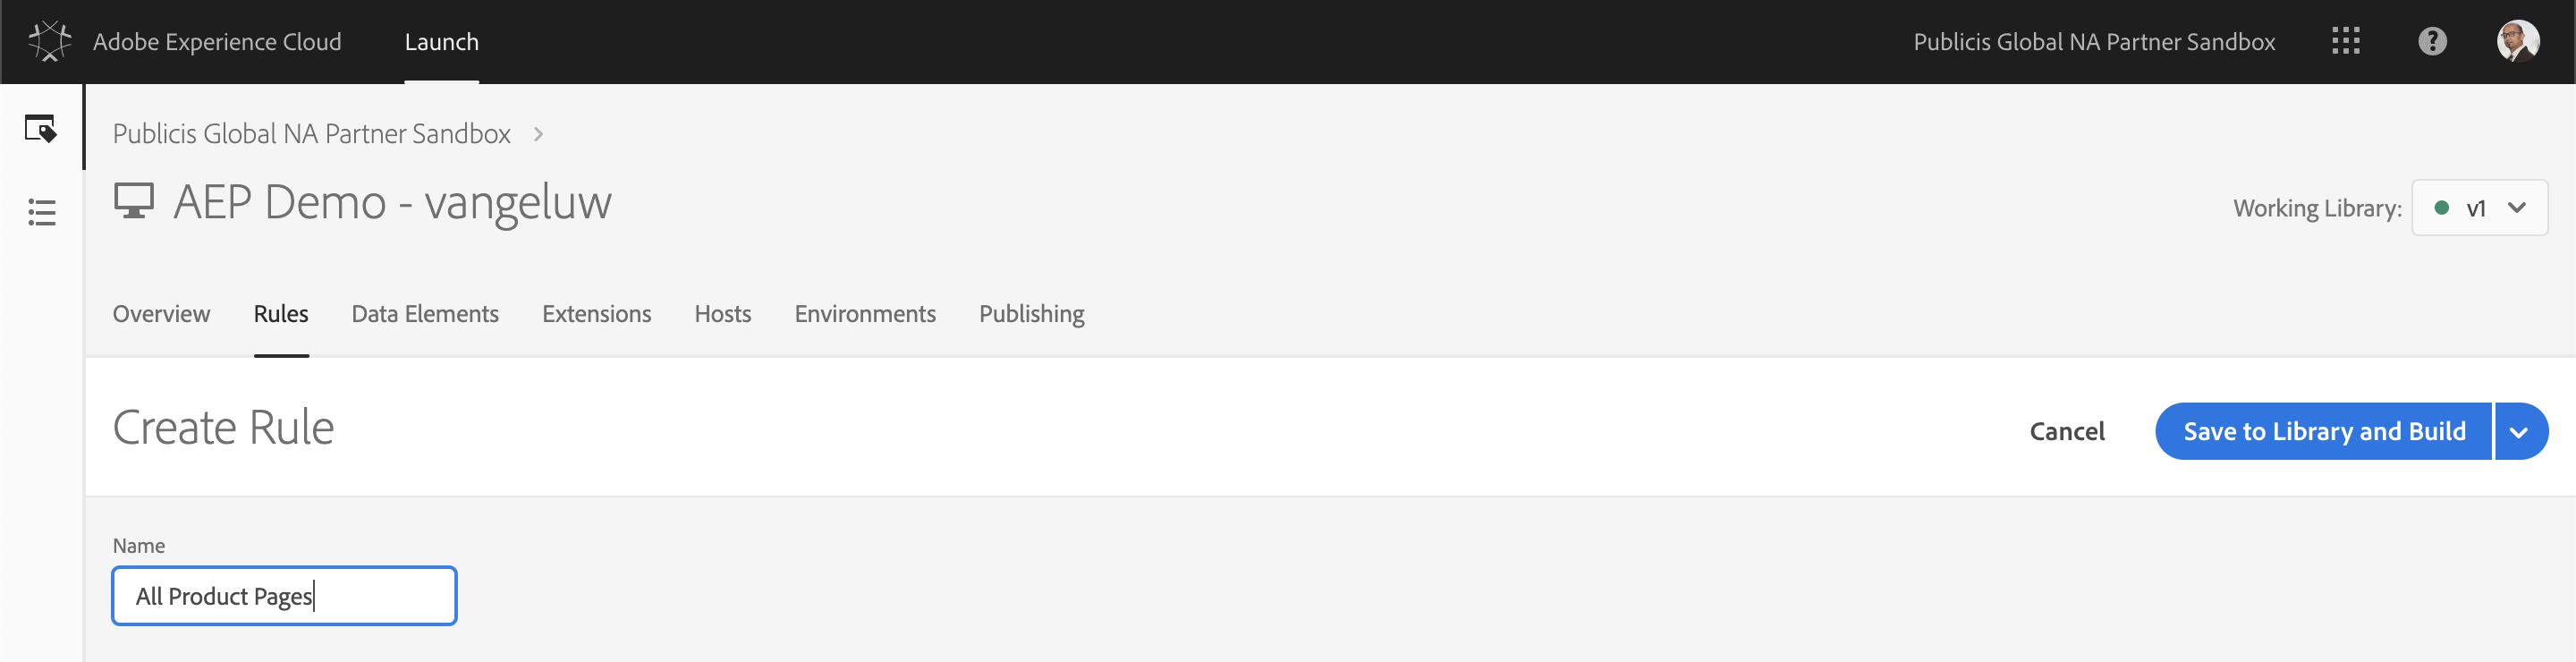 Adobe Experience Cloud Launch Publicis Global NA Partner Sandbox ?
Publicis Global NA Partner Sandbox >
AEP Demo - vangeluw
Working Library: v1
Overview Rules Data Elements Extensions Hosts Environments Publishing
Create Rule Cancel Save to Library and Build
Name
All Product Pages